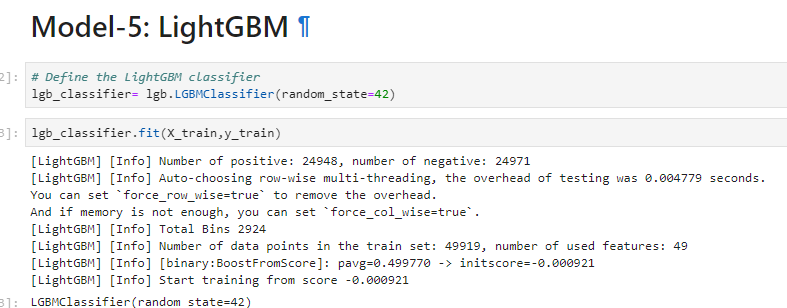 Model-5: LightGBM ¶
2]:
# Define the LightGBM classifier
lgb_classifier= lgb.LGBMClassifier(random_state=42)
3]:
lgb_classifier.fit(X_train,y_train)
[LightGBM] [Info] Number of positive: 24948, number of negative: 24971
[LightGBM] [Info] Auto-choosing row-wise multi-threading, the overhead of testing was 0.004779 seconds.
You can set `force_row_wise=true` to remove the overhead.
And if memory is not enough, you can set `force_col_wise=true`.
[LightGBM] [Info] Total Bins 2924
[LightGBM] [Info] Number of data points in the train set: 49919, number of used features: 49
[LightGBM] [Info] [binary:BoostFromScore]: pavg=0.499770 -> initscore=-0.000921
[LightGBM] [Info] Start training from score -0.000921
3]:
LGBMClassifier(random_state=42)